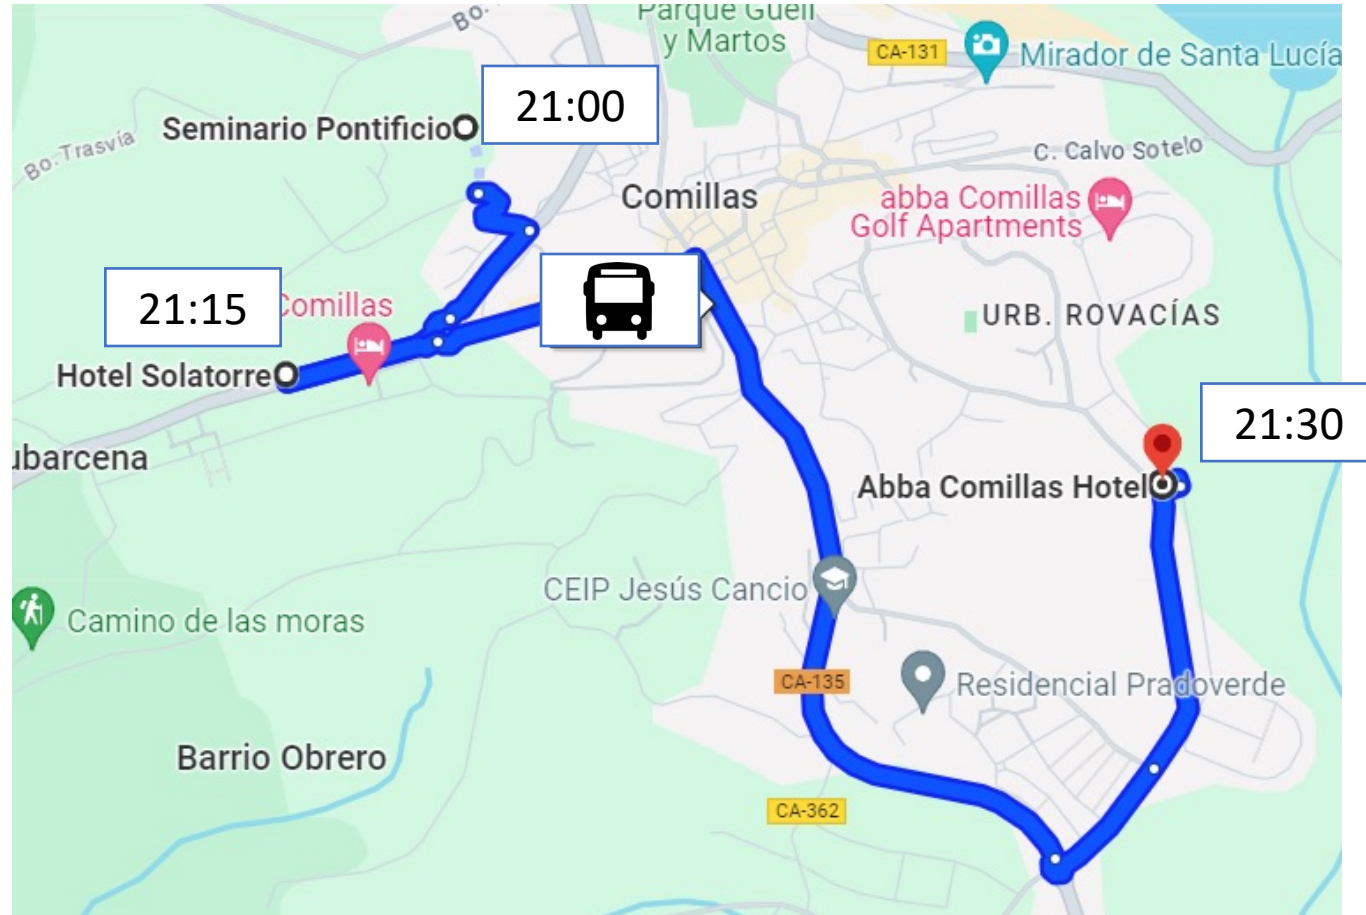 Parque Güell
y Martos
Bo.
CA-131
Mirador de Santa Lucía
21:00
Seminario Pontificio
Bo. Trasvía
C. Calvo Sotelo
Comillas
abba Comillas
Golf Apartments
21:15
Comillas
URB. ROVACÍAS
Hotel Solatorre
21:30
ubarcena
Abba Comillas Hotel
CEIP Jesús Cancio
Camino de las moras
CA-135
Residencial Pradoverde
Barrio Obrero
CA-362